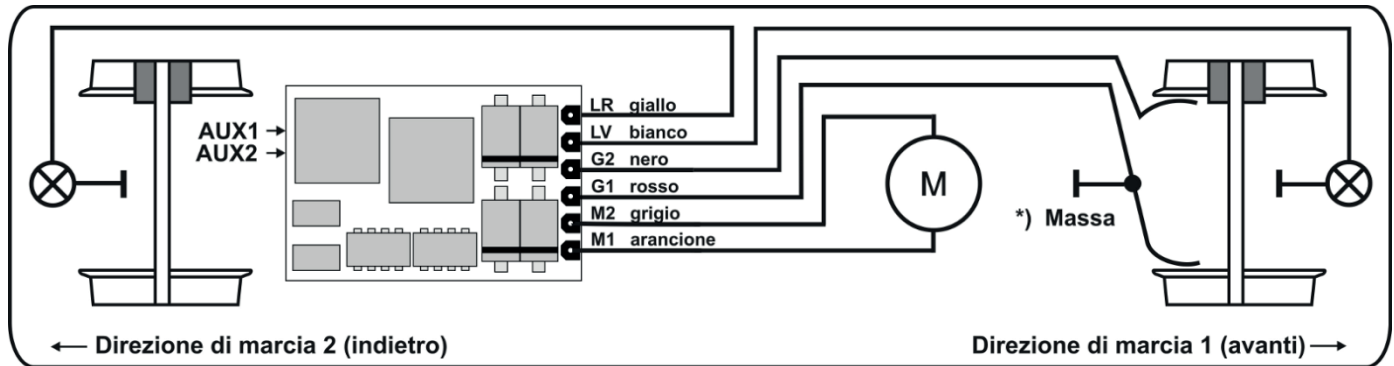 AUX1
AUX2
LR giallo
LV bianco
G2 nero
G1 rosso
M2 grigio
M1 arancione
M
*) Massa
Direzione di marcia 2 (indietro)
Direzione di marcia 1 (avanti)